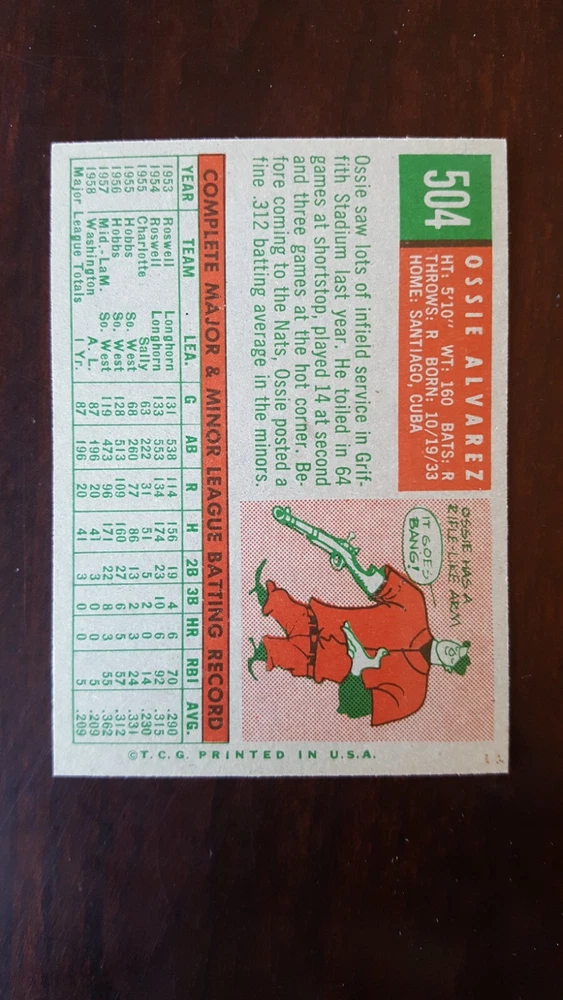 504
OSSIE ALVAREZ
HT: 5'10" WT: 160 BATS: R
THROWS: R BORN: 10/19/33
HOME: SANTIAGO, CUBA
Ossie saw lots of infield service in Grif-
fith Stadium last year. He toiled in 64
games at shortstop, played 14 at second
and three games at the hot corner. Be-
fore coming to the Nats, Ossie posted a
fine .312 batting average in the minors.
OSSIE HAS A
RIFLE-LIKE ARM
IT GOES
BANG!
COMPLETE MAJOR & MINOR LEAGUE BATTING RECORD
YEAR TEAM LEA. G AB R H 2B 3B HR RBI AVG.
1953 Roswell Longhorn 131 538 114 156 19 4 6 70 .290
1954 Roswell Longhorn 133 553 134 174 23 10 6 92 .315
1955 Charlotte Sally 63 222 31 51 5 2 0 14 .230
1955 Hobbs So. West 68 260 77 86 13 2 3 24 .331
1956 Hobbs So. West 128 513 109 160 27 6 5 57 .312
1957 Mid.-LaM. So. West 119 473 96 171 22 8 3 55 .362
1958 Washington A. L. 87 196 20 41 3 0 0 5 .209
Major League Totals 1 Yr. 87 196 20 41 3 0 0 5 .209
©T.C.G. PRINTED IN U.S.A.